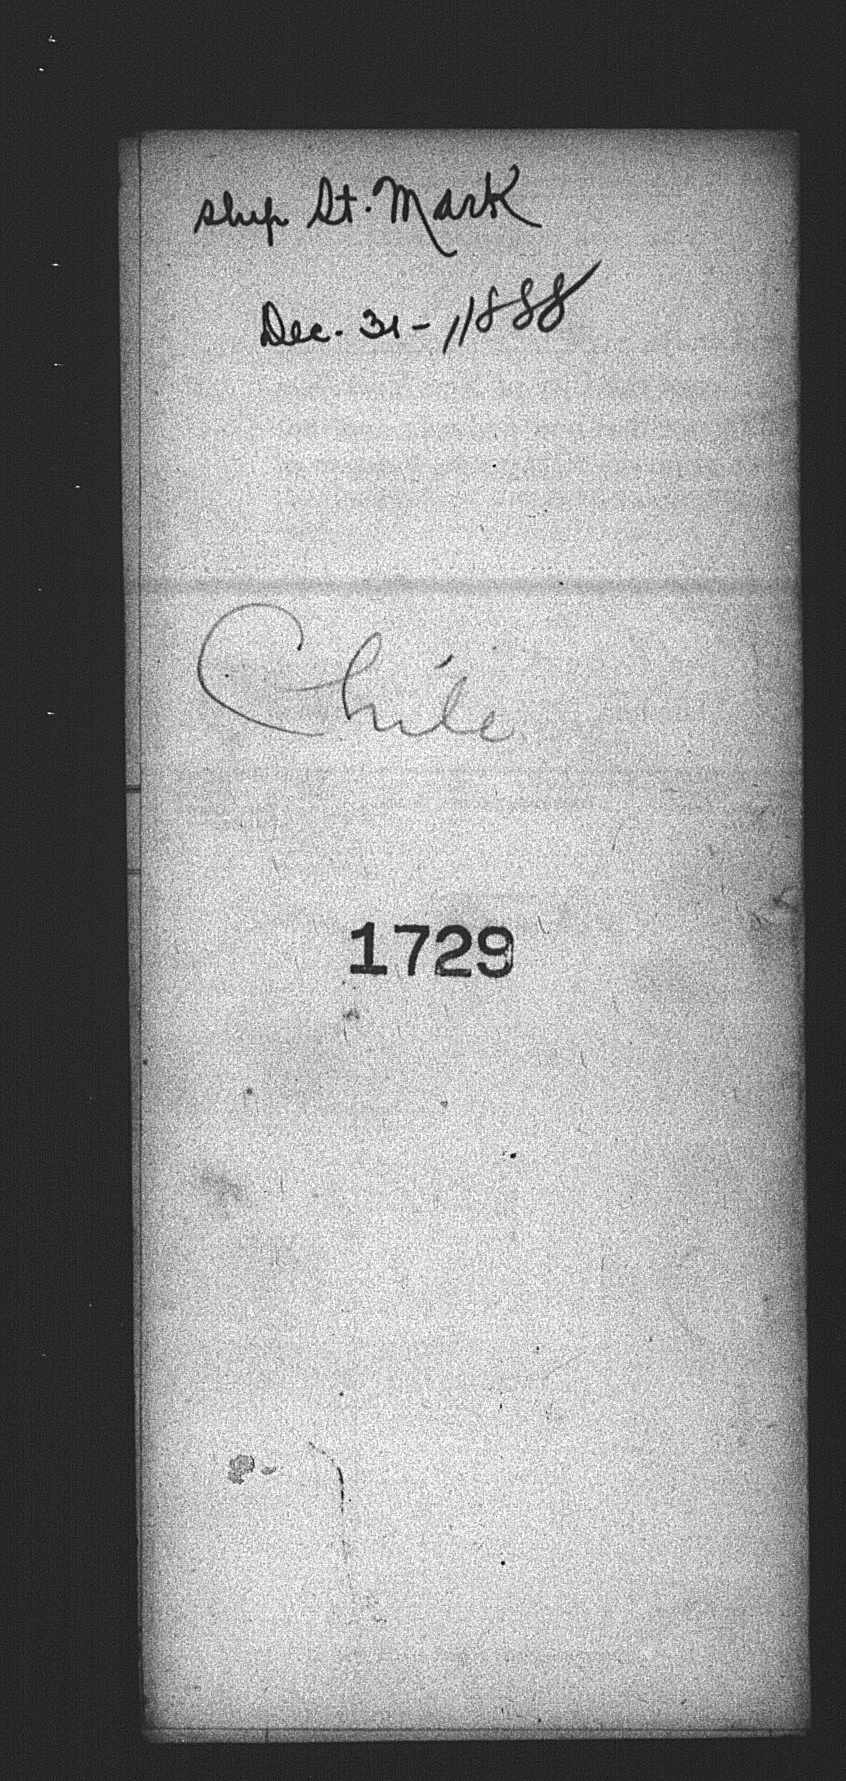 ship St. Mark
Dec. 31 - 1888
Chile
1729